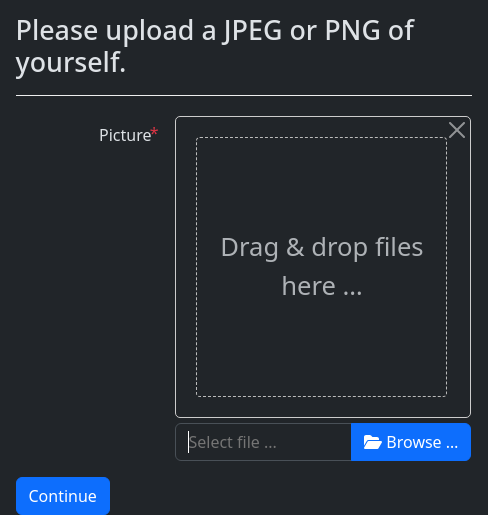 Please upload a JPEG or PNG of
yourself.
Picture*
Drag & drop files
here ...
Select file ...
Browse ...
Continue